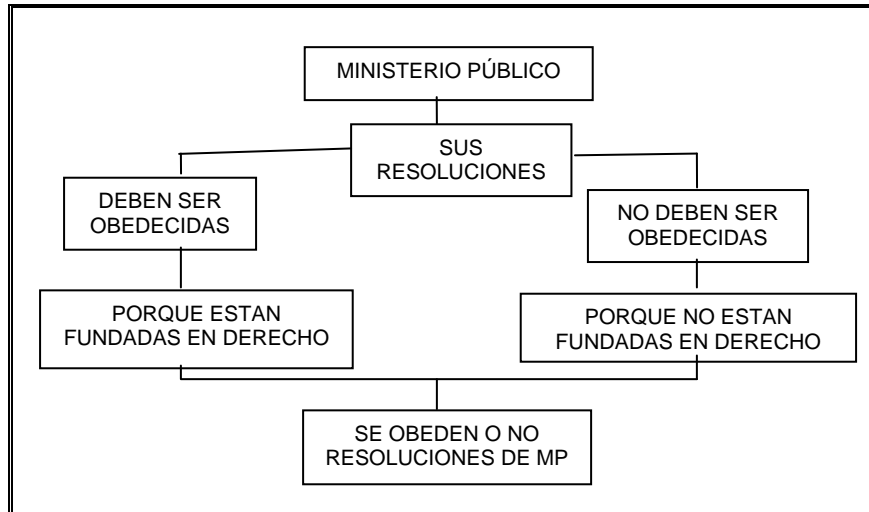 MINISTERIO PÚBLICO
SUS
RESOLUCIONES
DEBEN SER
OBEDECIDAS
NO DEBEN SER
OBEDECIDAS
PORQUE ESTAN
FUNDADAS EN DERECHO
PORQUE NO ESTAN
FUNDADAS EN DERECHO
SE OBEDEN O NO
RESOLUCIONES DE MP